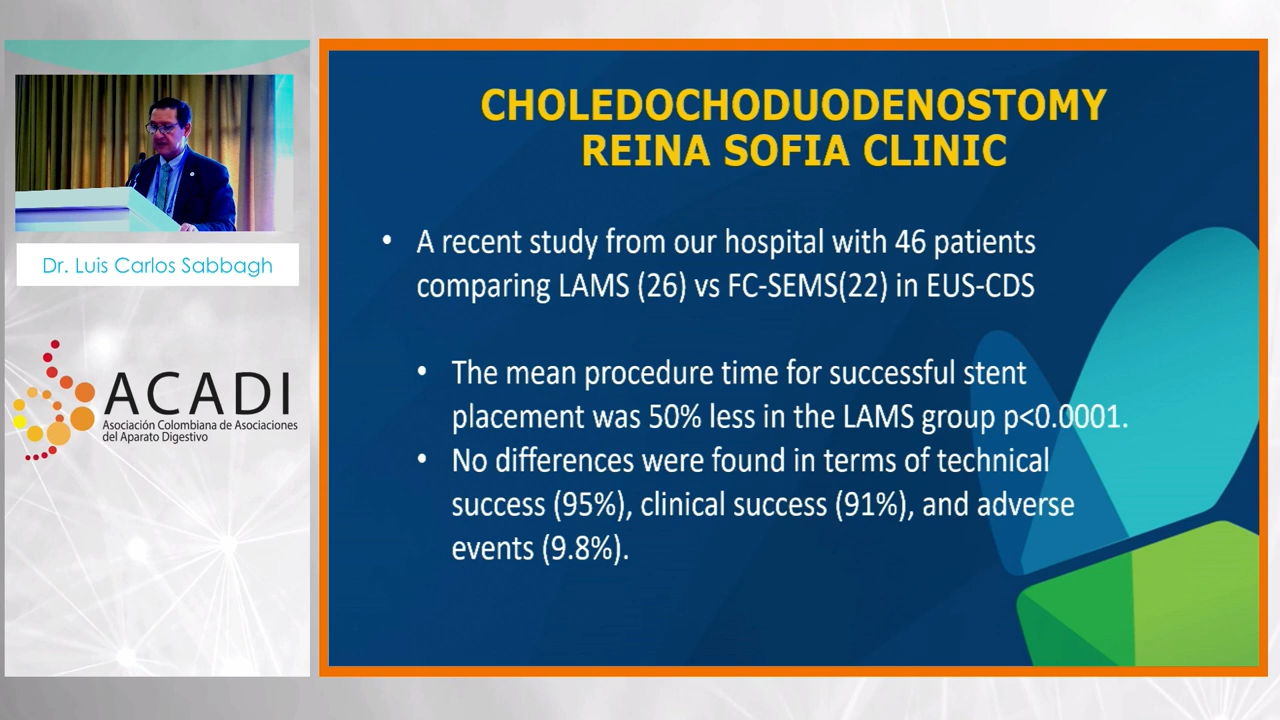 CHOLEDOCHODUODENOSTOMY
REINA SOFIA CLINIC
• A recent study from our hospital with 46 patients
comparing LAMS (26) vs FC-SEMS(22) in EUS-CDS
• The mean procedure time for successful stent
placement was 50% less in the LAMS group p<0.0001.
• No differences were found in terms of technical
success (95%), clinical success (91%), and adverse
events (9.8%).
Dr. Luis Carlos Sabbagh
ACADI
Asociación Colombiana de Asociaciones
del Aparato Digestivo